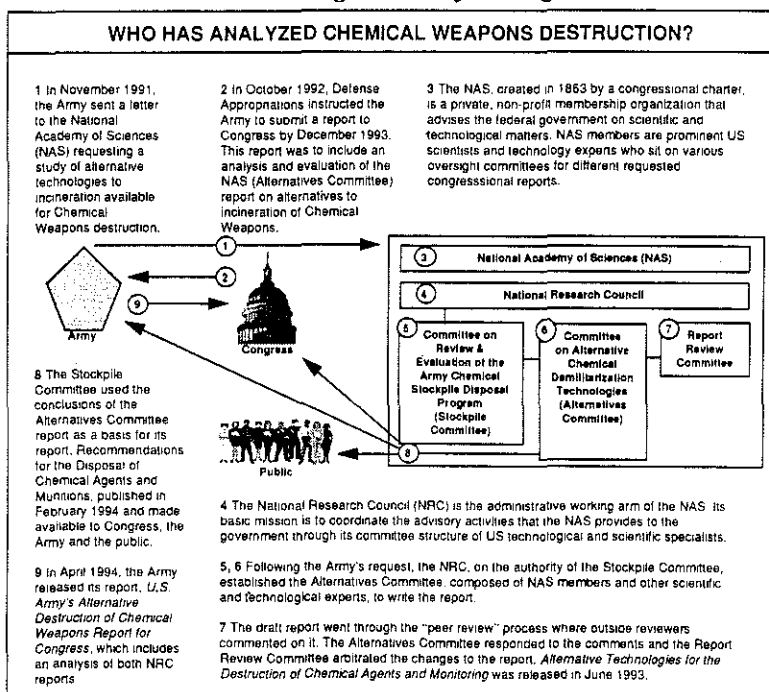 WHO HAS ANALYZED CHEMICAL WEAPONS DESTRUCTION?
1 In November 1991,
the Army sent a letter
to the National
Academy of Sciences
(NAS) requesting a
study of alternative
technologies to
incineration available
for Chemical
Weapons destruction.
2 In October 1992, Defense
Appropriations instructed the
Army to submit a report to
Congress by December 1993.
This report was to include an
analysis and evaluation of the
NAS (Alternatives Committee)
report on alternatives to
incineration of Chemical
Weapons.
3 The NAS, created in 1863 by a congressional charter,
is a private, non-profit membership organization that
advises the federal government on scientific and
technological matters. NAS members are prominent US
scientists and technology experts who sit on various
oversight committees for different requested
congresssional reports.
1
2
9
Army
Congress
Public
8
3
National Academy of Sciences (NAS)
4
National Research Council
5
Committee on
Review &
Evaluation of the
Army Chemical
Stockpile Disposal
Program
(Stockpile
Committee)
6
Committee
on Alternative
Chemical
Demilitarization
Technologies
(Alternatives
Committee)
7
Report
Review
Committee
8 The Stockpile
Committee used the
conclusions of the
Alternatives Committee
report as a basis for its
report, Recommendations
for the Disposal of
Chemical Agents and
Munitions, published in
February 1994 and made
available to Congress, the
Army and the public.
9 In April 1994, the Army
released its report, U.S.
Army's Alternative
Destruction of Chemical
Weapons Report for
Congress, which includes
an analysis of both NRC
reports
4 The National Research Council (NRC) is the administrative working arm of the NAS. Its
basic mission is to coordinate the advisory activities that the NAS provides to the
government through its committee structure of US technological and scientific specialists.
5, 6 Following the Army's request, the NRC, on the authority of the Stockpile Committee,
established the Alternatives Committee, composed of NAS members and other scientific
and technological experts, to write the report.
7 The draft report went through the "peer review" process where outside reviewers
commented on it. The Alternatives Committee responded to the comments and the Report
Review Committee arbitrated the changes to the report. Alternative Technologies for the
Destruction of Chemical Agents and Monitoring was released in June 1993.